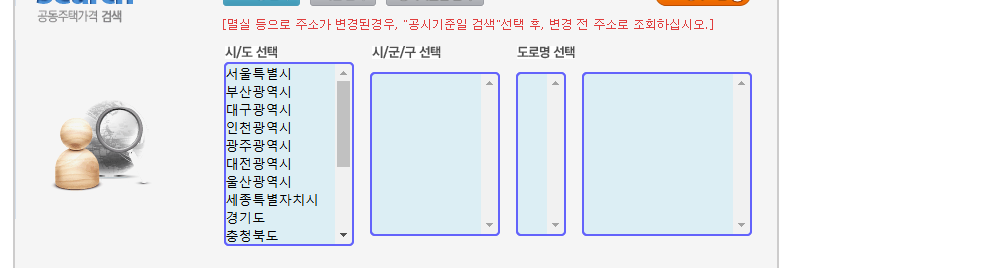 Search
공동주택가격 검색
[멸실 등으로 주소가 변경된경우, "공시기준일 검색"선택 후, 변경 전 주소로 조회하십시오.]
시/도 선택
시/군/구 선택
도로명 선택
서울특별시
부산광역시
대구광역시
인천광역시
광주광역시
대전광역시
울산광역시
세종특별자치시
경기도
충청북도